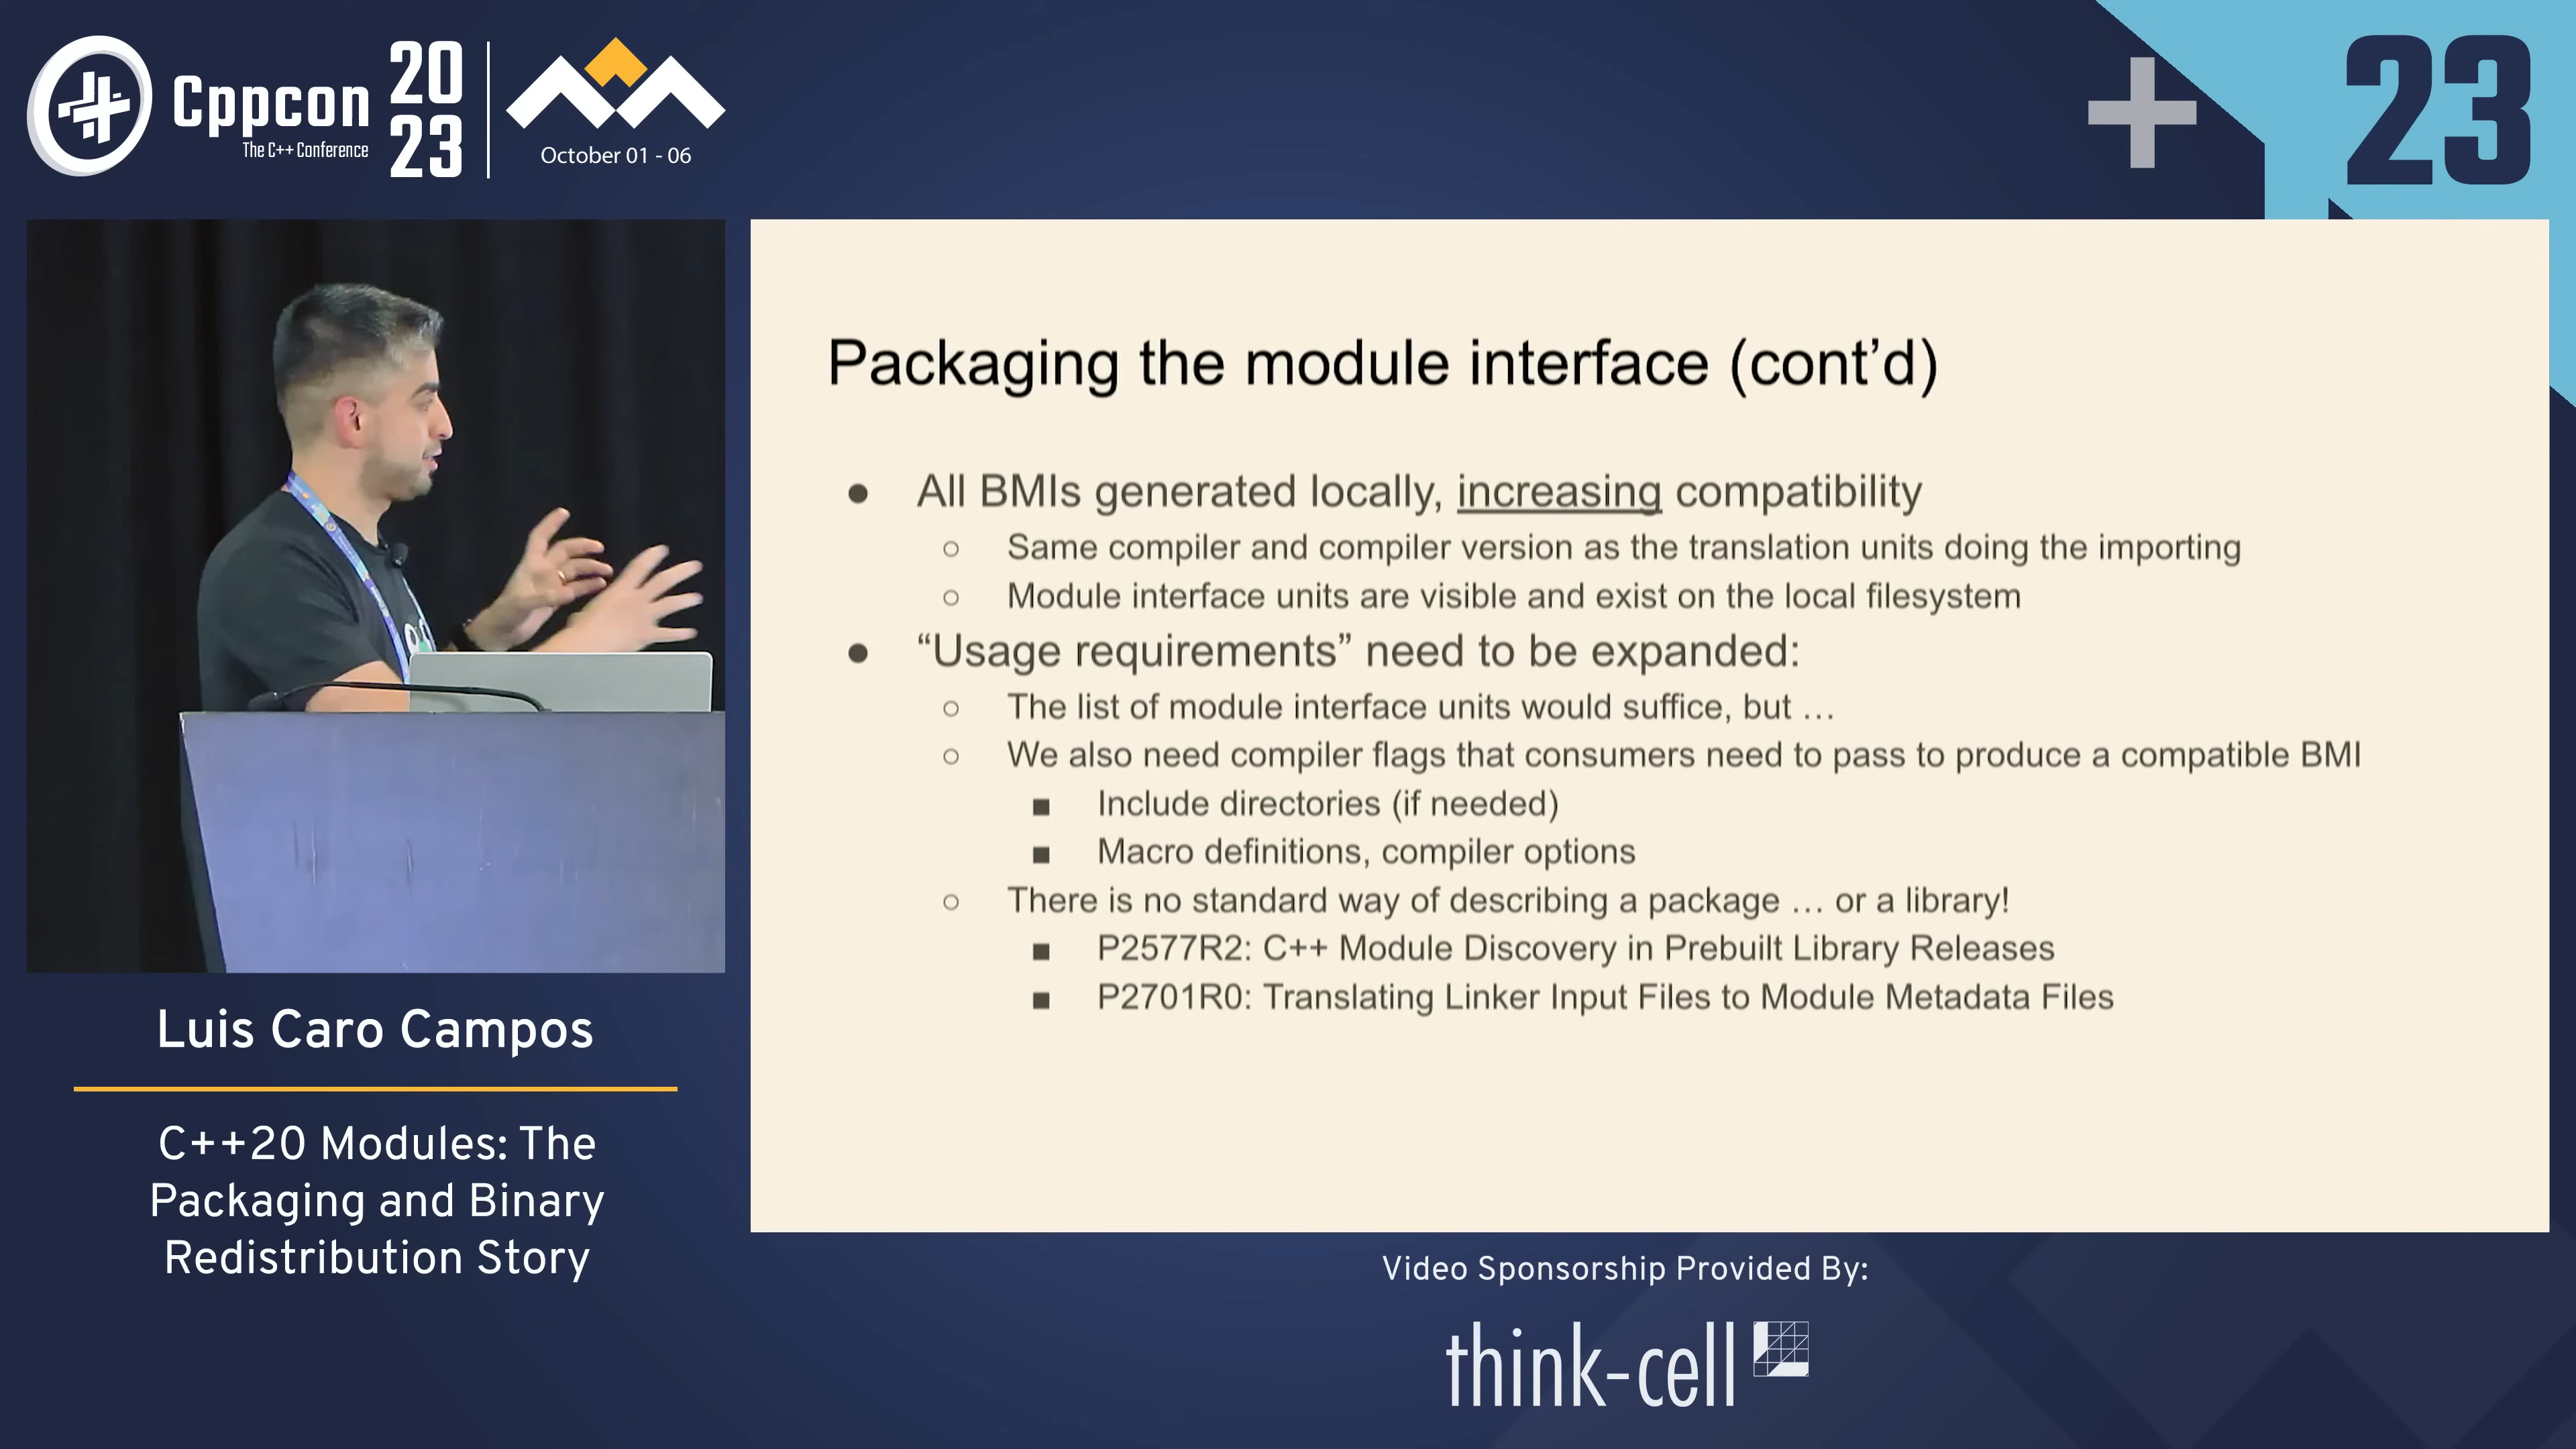 Cppcon
The C++ Conference
20
23
October 01 - 06
23
Packaging the module interface (cont’d)
● All BMIs generated locally, increasing compatibility
○ Same compiler and compiler version as the translation units doing the importing
○ Module interface units are visible and exist on the local filesystem
● “Usage requirements” need to be expanded:
○ The list of module interface units would suffice, but …
○ We also need compiler flags that consumers need to pass to produce a compatible BMI
■ Include directories (if needed)
■ Macro definitions, compiler options
○ There is no standard way of describing a package … or a library!
■ P2577R2: C++ Module Discovery in Prebuilt Library Releases
■ P2701R0: Translating Linker Input Files to Module Metadata Files
Luis Caro Campos
C++20 Modules: The
Packaging and Binary
Redistribution Story
Video Sponsorship Provided By:
think-cell